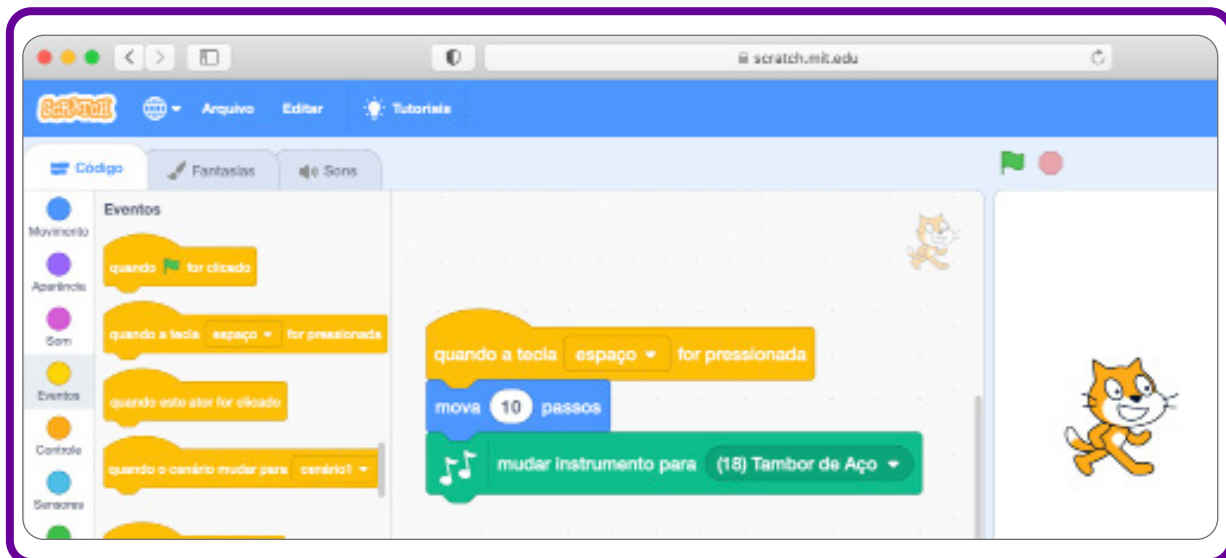 scratch.mit.edu
SCRATCH Arquivo Editar Tutoriais
Código Fantasias Sons
Movimento
Aparência
Som
Eventos
Controle
Sensores
Eventos
quando for clicado
quando a tecla espaço for pressionada
quando este ator for clicado
quando o cenário mudar para cenário1
quando a tecla espaço for pressionada
mova 10 passos
mudar instrumento para (18) Tambor de Aço